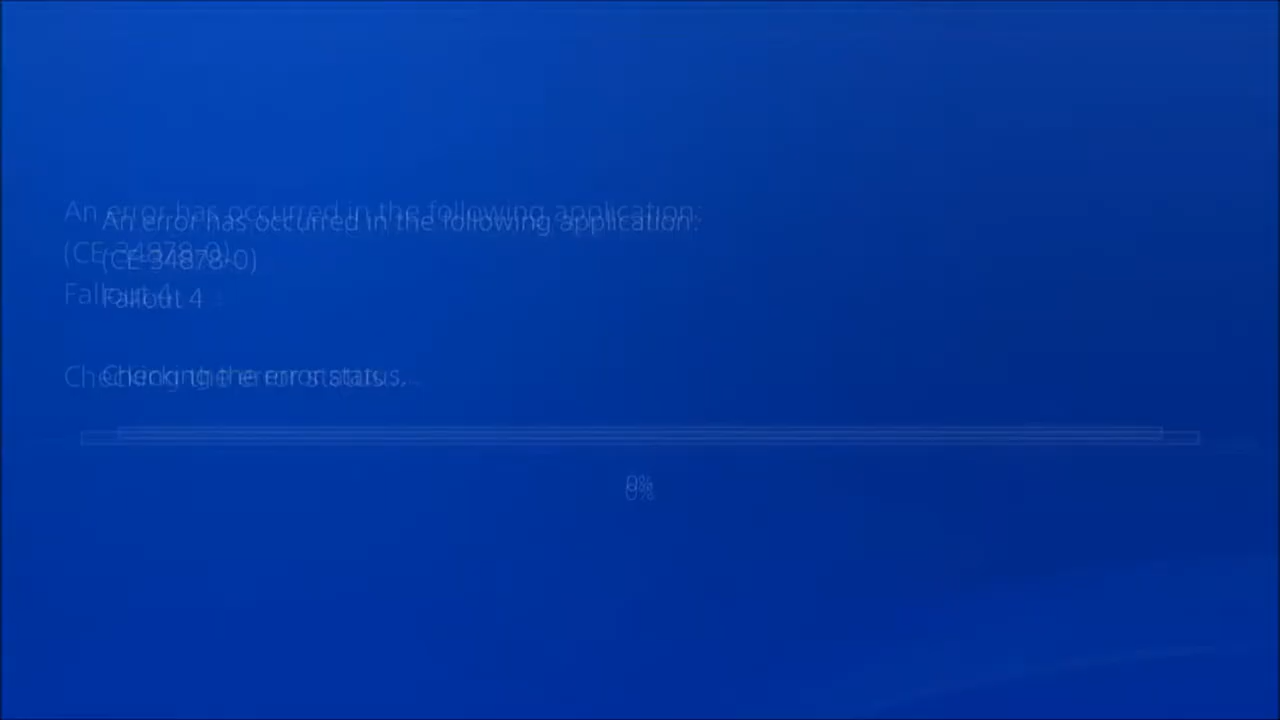 An error has occurred in the following application:
(CE-34878-0)
Fallout 4
Checking the error status.
0%